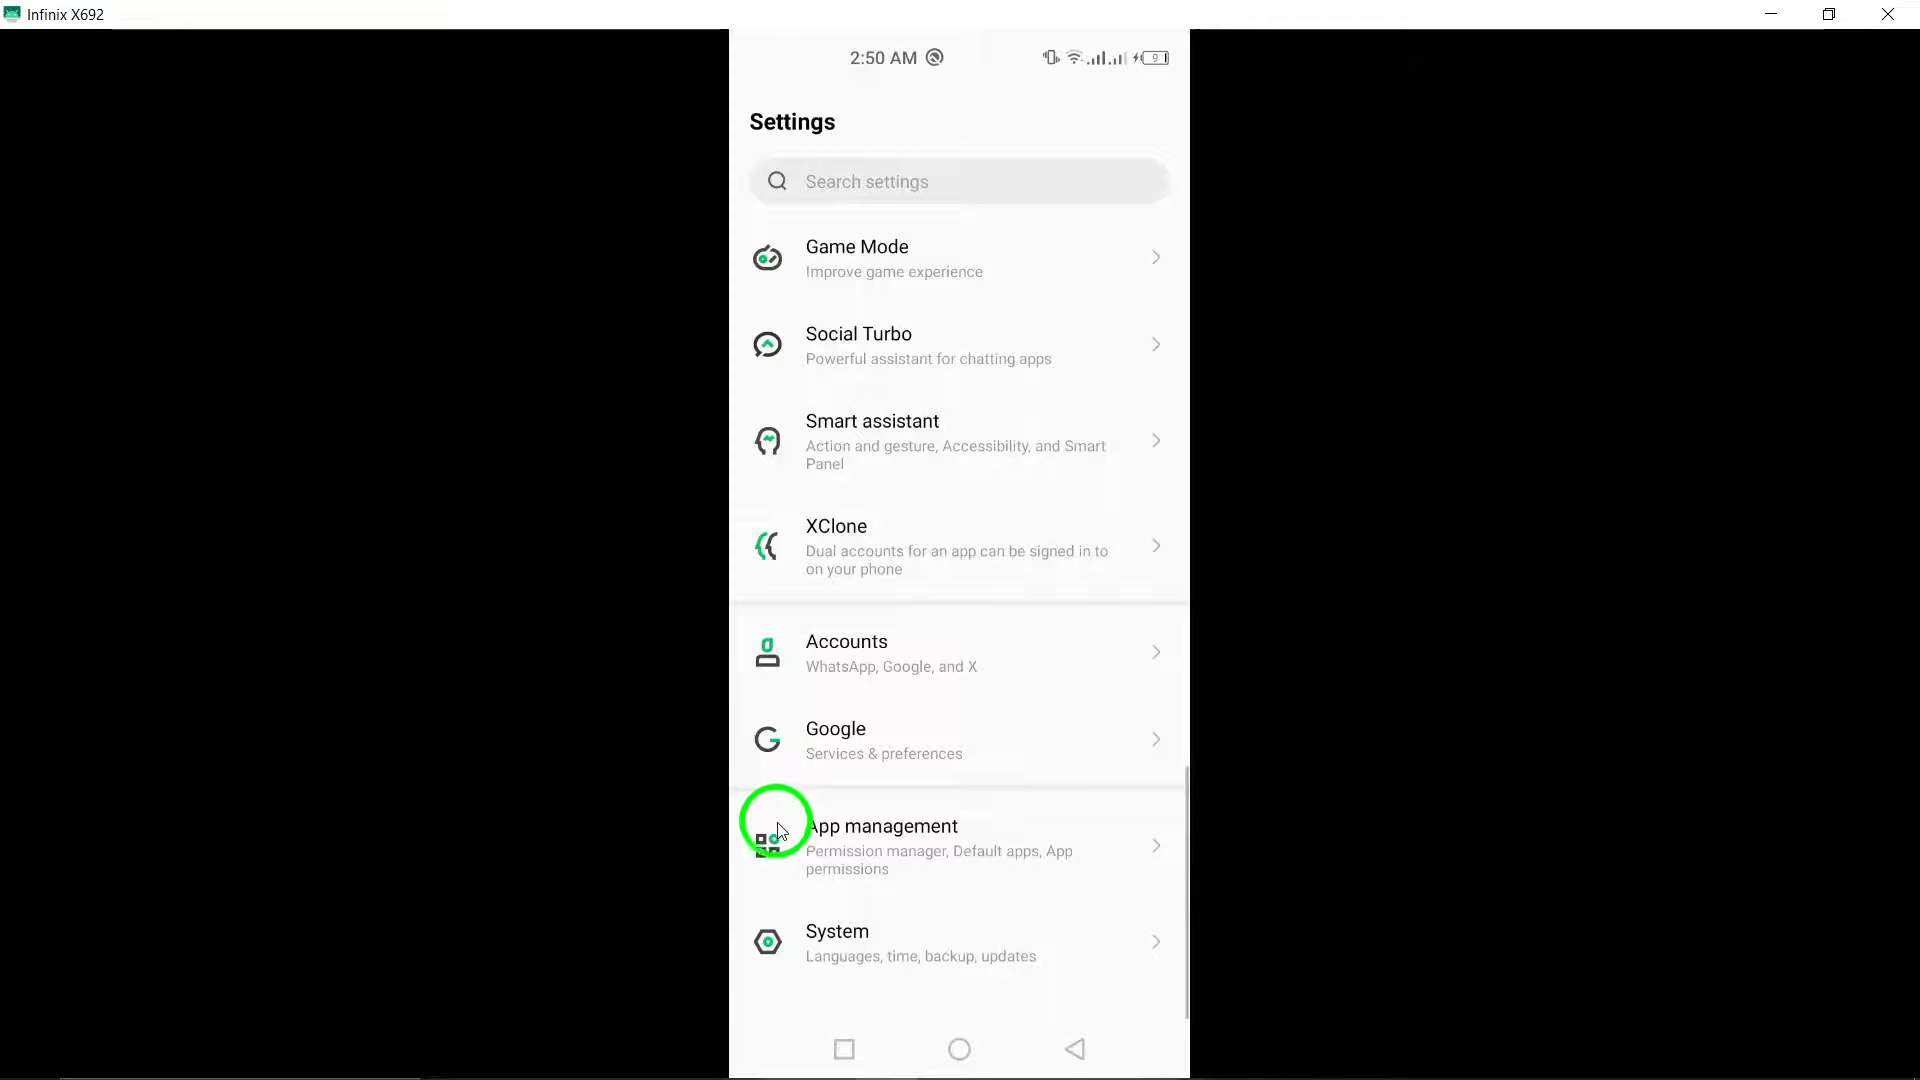 Infinix X692
2:50 AM
9
Settings
Search settings
Game Mode
Improve game experience
Social Turbo
Powerful assistant for chatting apps
Smart assistant
Action and gesture, Accessibility, and Smart
Panel
XClone
Dual accounts for an app can be signed in to
on your phone
Accounts
WhatsApp, Google, and X
Google
Services & preferences
App management
Permission manager, Default apps, App
permissions
System
Languages, time, backup, updates